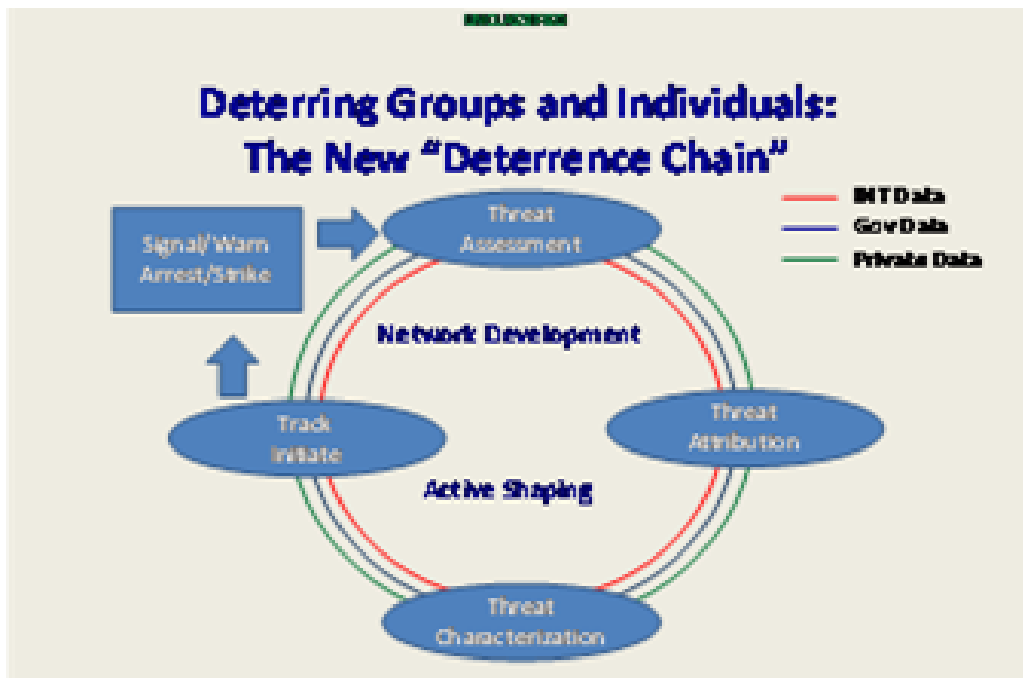 Deterring Groups and Individuals:
The New “Deterrence Chain”
Signal/Warn
Arrest/Strike
Threat
Assessment
INT Data
Gov Data
Private Data
Network Development
Track
Initiate
Threat
Attribution
Active Shaping
Threat
Characterization